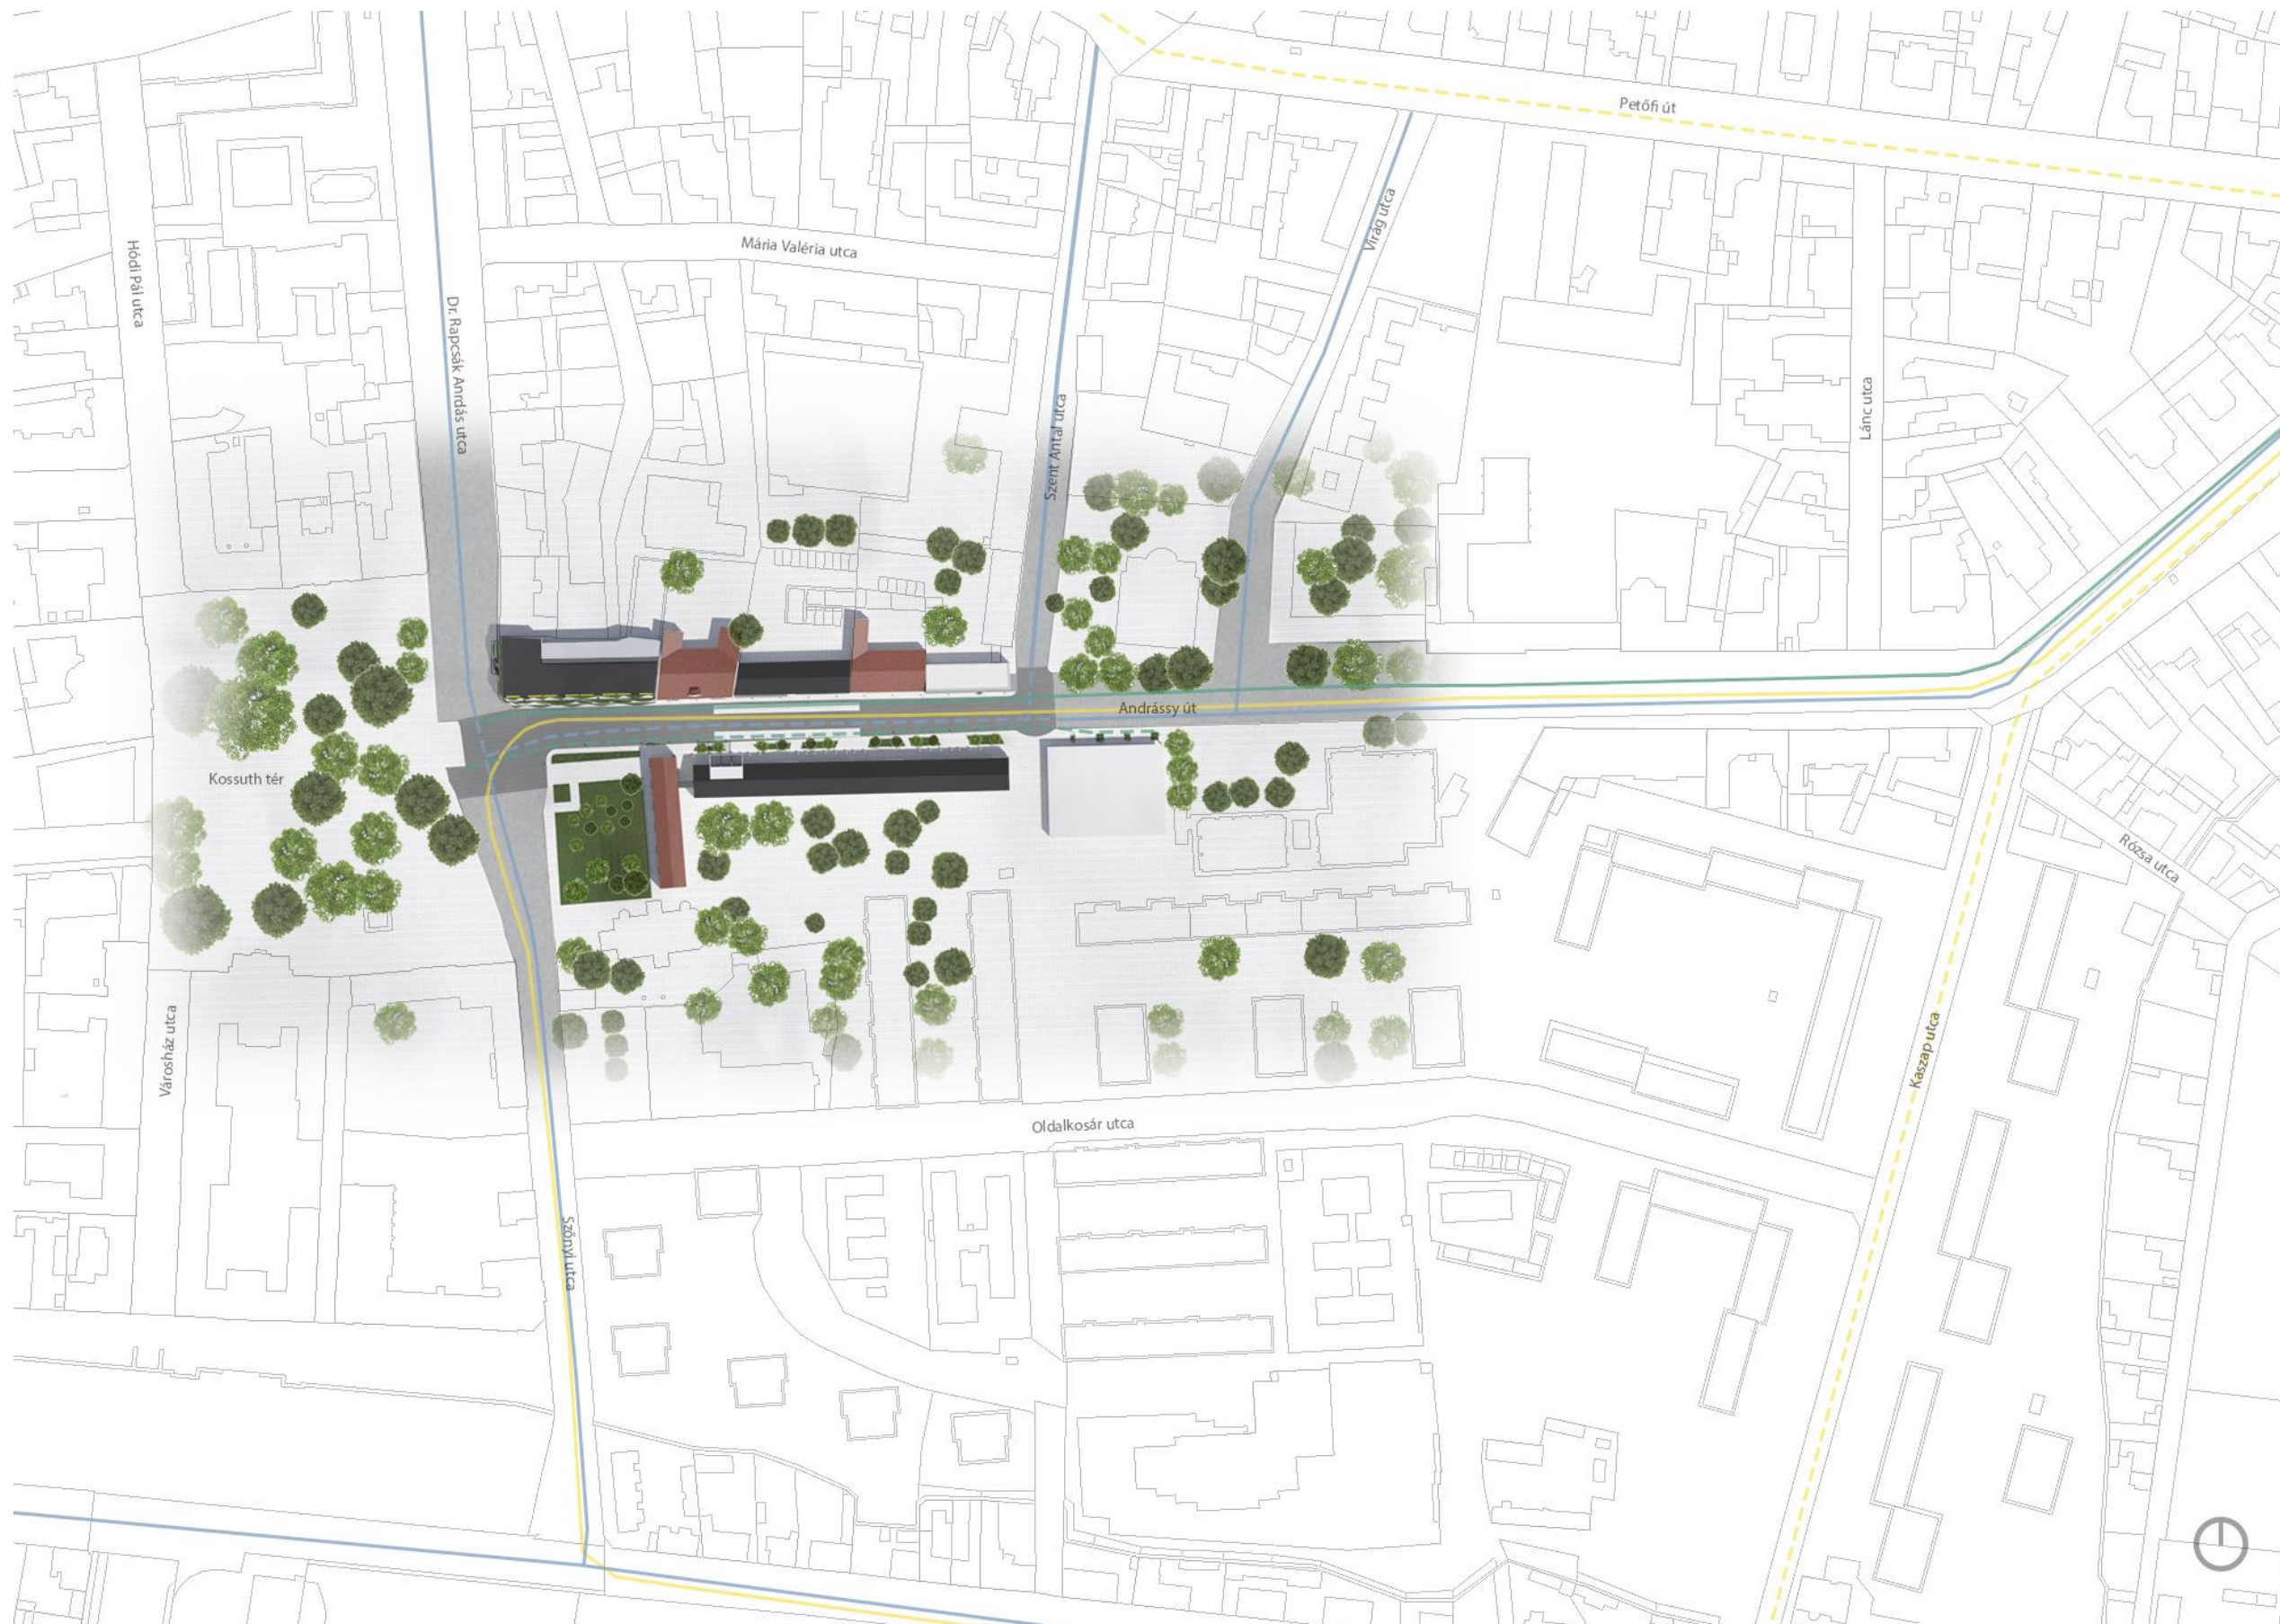 Petőfi út
Virág utca
Mária Valéria utca
Hódi Pál utca
Dr. Rapcsák Anrdás utca
Szent Antal utca
Lánc utca
Andrássy út
Kossuth tér
Rózsa utca
Városház utca
Kaszap utca
Oldalkosár utca
Szőnyi utca